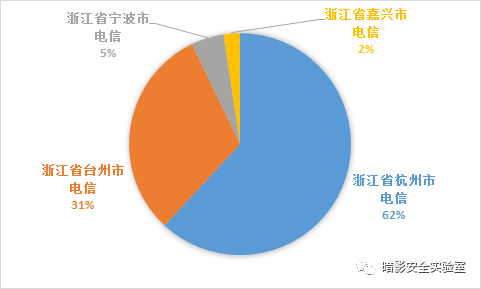 浙江省宁波市
电信
5%
浙江省嘉兴市
电信
2%
浙江省台州市
电信
31%
浙江省杭州市
电信
62%
暗影安全实验室